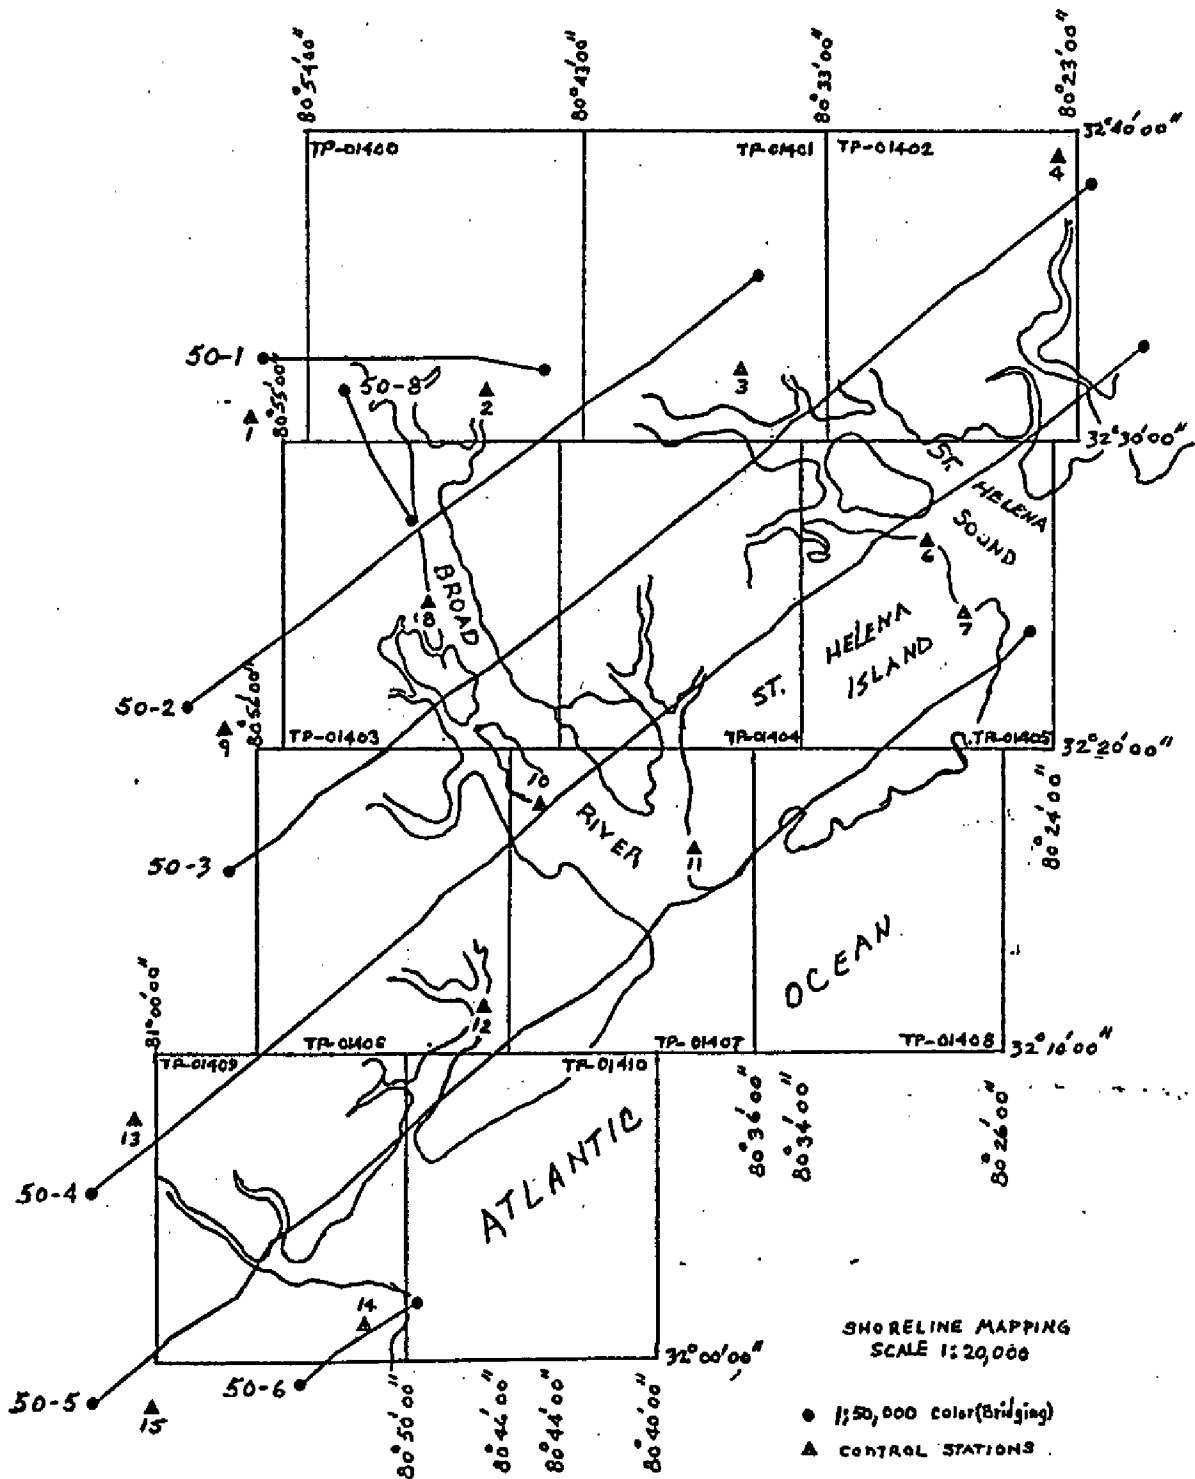 80°54'00"
80°43'00"
80°33'00"
80°23'00"
32°40'00"
TP-01400
TP-01401
TP-01402
4
50-1
50-8
2
3
80°55'00"
1
32°30'00"
ST. HELENA
SOUND
6
BROAD
8
7
HELENA
ST.
ISLAND
50-2
9
80°56'00"
TP-01403
TP-01404
TP-01405
32°20'00"
10
RIVER
80°24'00"
50-3
11
OCEAN
81°00'00"
12
TP-01406
TP-01407
TP-01408
32°10'00"
TP-01409
TP-01410
13
80°36'00"
80°34'00"
80°26'00"
50-4
ATLANTIC
14
SHORELINE MAPPING
SCALE 1:20,000
32°00'00"
50-5
15
50-6
80°50'00"
80°46'00"
80°44'00"
80°40'00"
1:50,000 color(Bridging)
CONTROL STATIONS